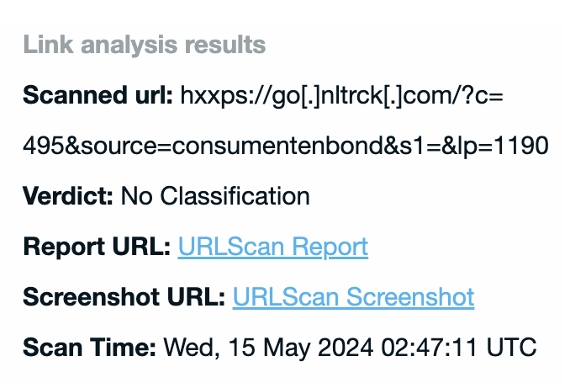 Link analysis results
Scanned url: hxxps://go[.]nltrck[.]com/?c=
495&source=consumentenbond&s1=&lp=1190
Verdict: No Classification
Report URL: URLScan Report
Screenshot URL: URLScan Screenshot
Scan Time: Wed, 15 May 2024 02:47:11 UTC